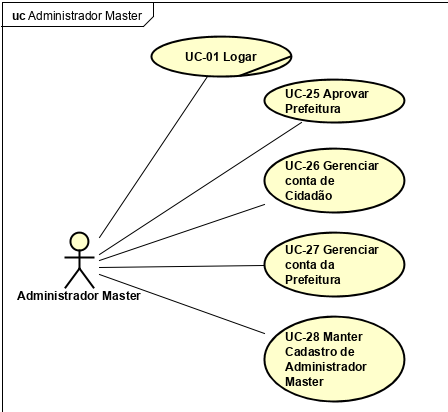 uc Administrador Master
UC-01 Logar
UC-25 Aprovar
Prefeitura
UC-26 Gerenciar
conta de
Cidadão
UC-27 Gerenciar
conta da
Prefeitura
Administrador Master
UC-28 Manter
Cadastro de
Administrador
Master